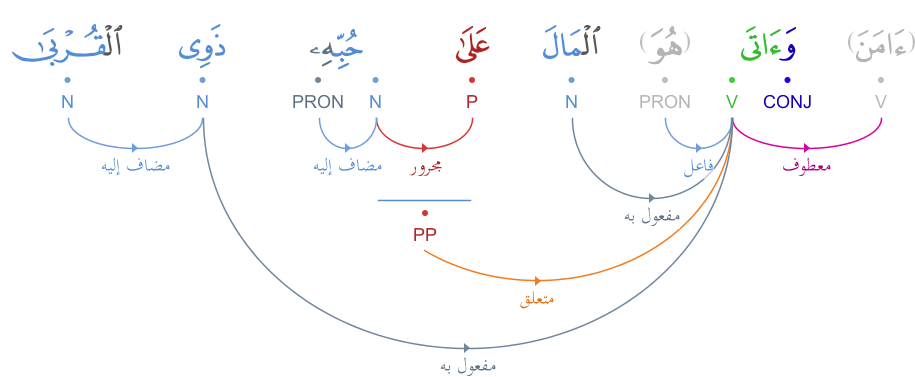 (ءَامَنَ) وَءَاتَى (هُوَ) ٱلْمَالَ عَلَىٰ حُبِّهِۦ ذَوِى ٱلْقُرْبَىٰ
V CONJ V PRON N P N PRON N N
معطوف فاعل مجرور مضاف إليه مضاف إليه
مفعول به
PP
متعلق
مفعول به